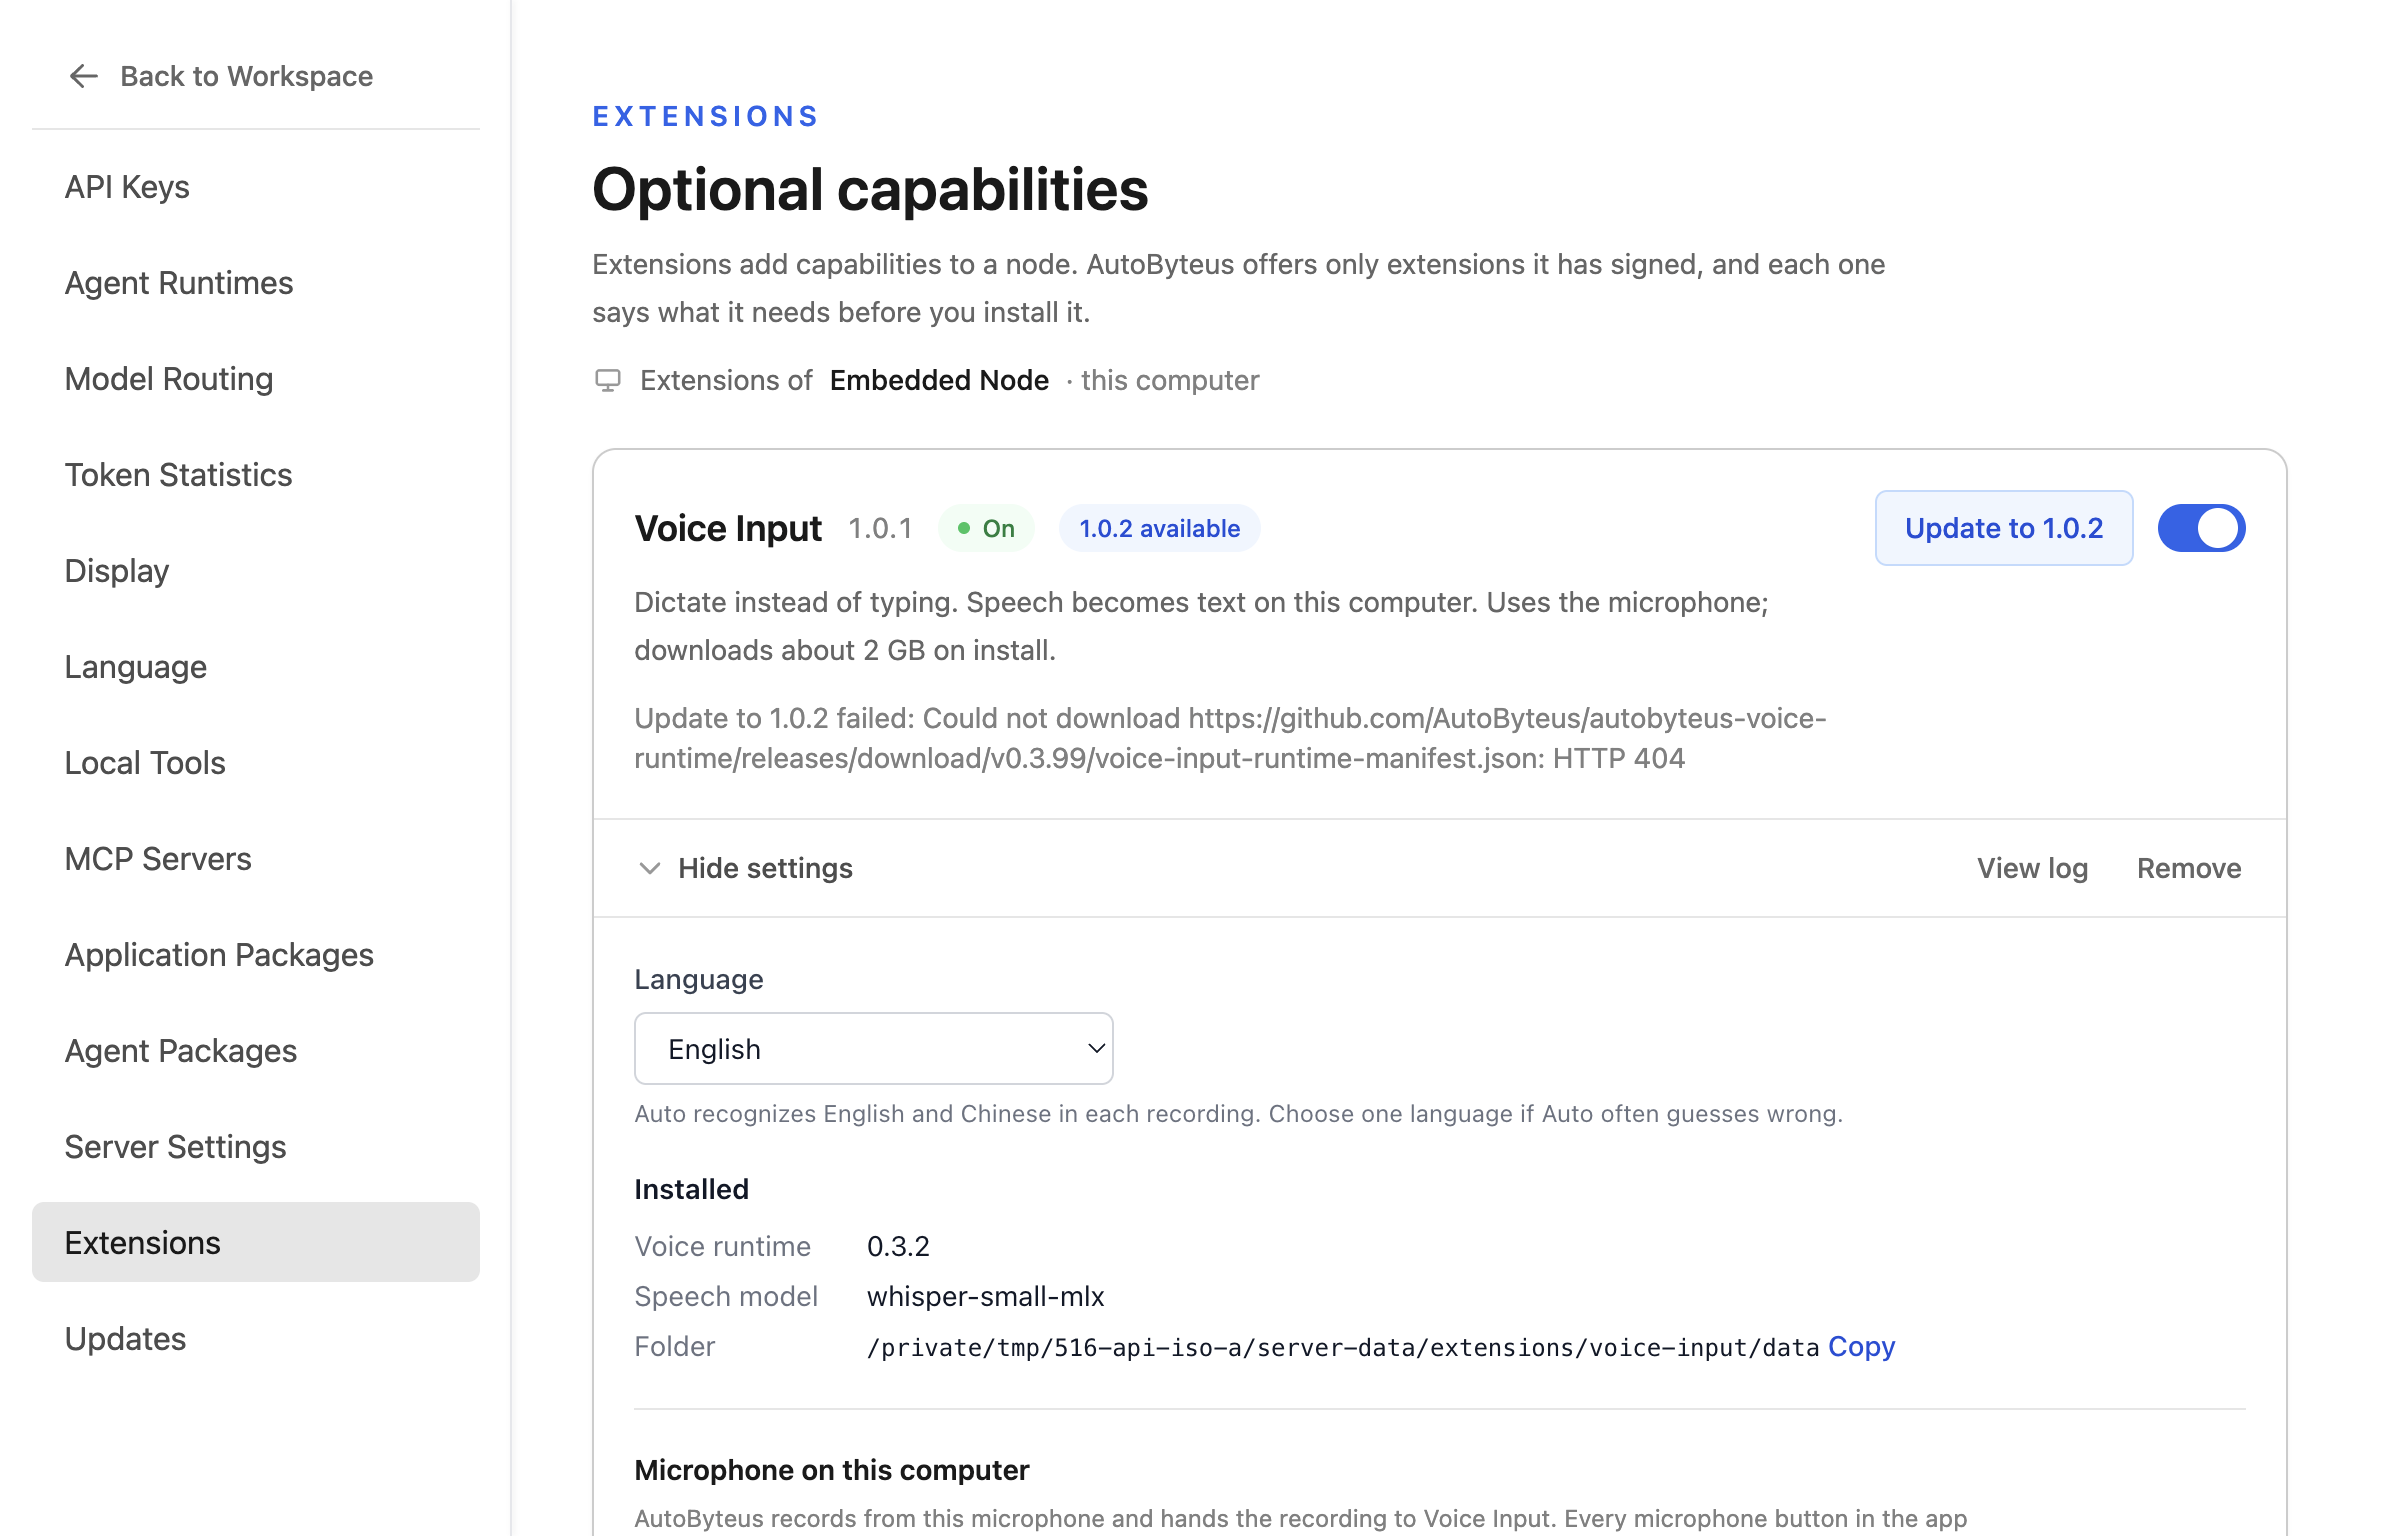 Back to Workspace
API Keys
Agent Runtimes
Model Routing
Token Statistics
Display
Language
Local Tools
MCP Servers
Application Packages
Agent Packages
Server Settings
Extensions
Updates
EXTENSIONS
Optional capabilities
Extensions add capabilities to a node. AutoByteus offers only extensions it has signed, and each one
says what it needs before you install it.
Extensions of Embedded Node · this computer
Voice Input 1.0.1 On 1.0.2 available Update to 1.0.2
Dictate instead of typing. Speech becomes text on this computer. Uses the microphone;
downloads about 2 GB on install.
Update to 1.0.2 failed: Could not download https://github.com/AutoByteus/autobyteus-voice-
runtime/releases/download/v0.3.99/voice-input-runtime-manifest.json: HTTP 404
Hide settings View log Remove
Language
English
Auto recognizes English and Chinese in each recording. Choose one language if Auto often guesses wrong.
Installed
Voice runtime 0.3.2
Speech model whisper-small-mlx
Folder /private/tmp/516-api-iso-a/server-data/extensions/voice-input/data Copy
Microphone on this computer
AutoByteus records from this microphone and hands the recording to Voice Input. Every microphone button in the app